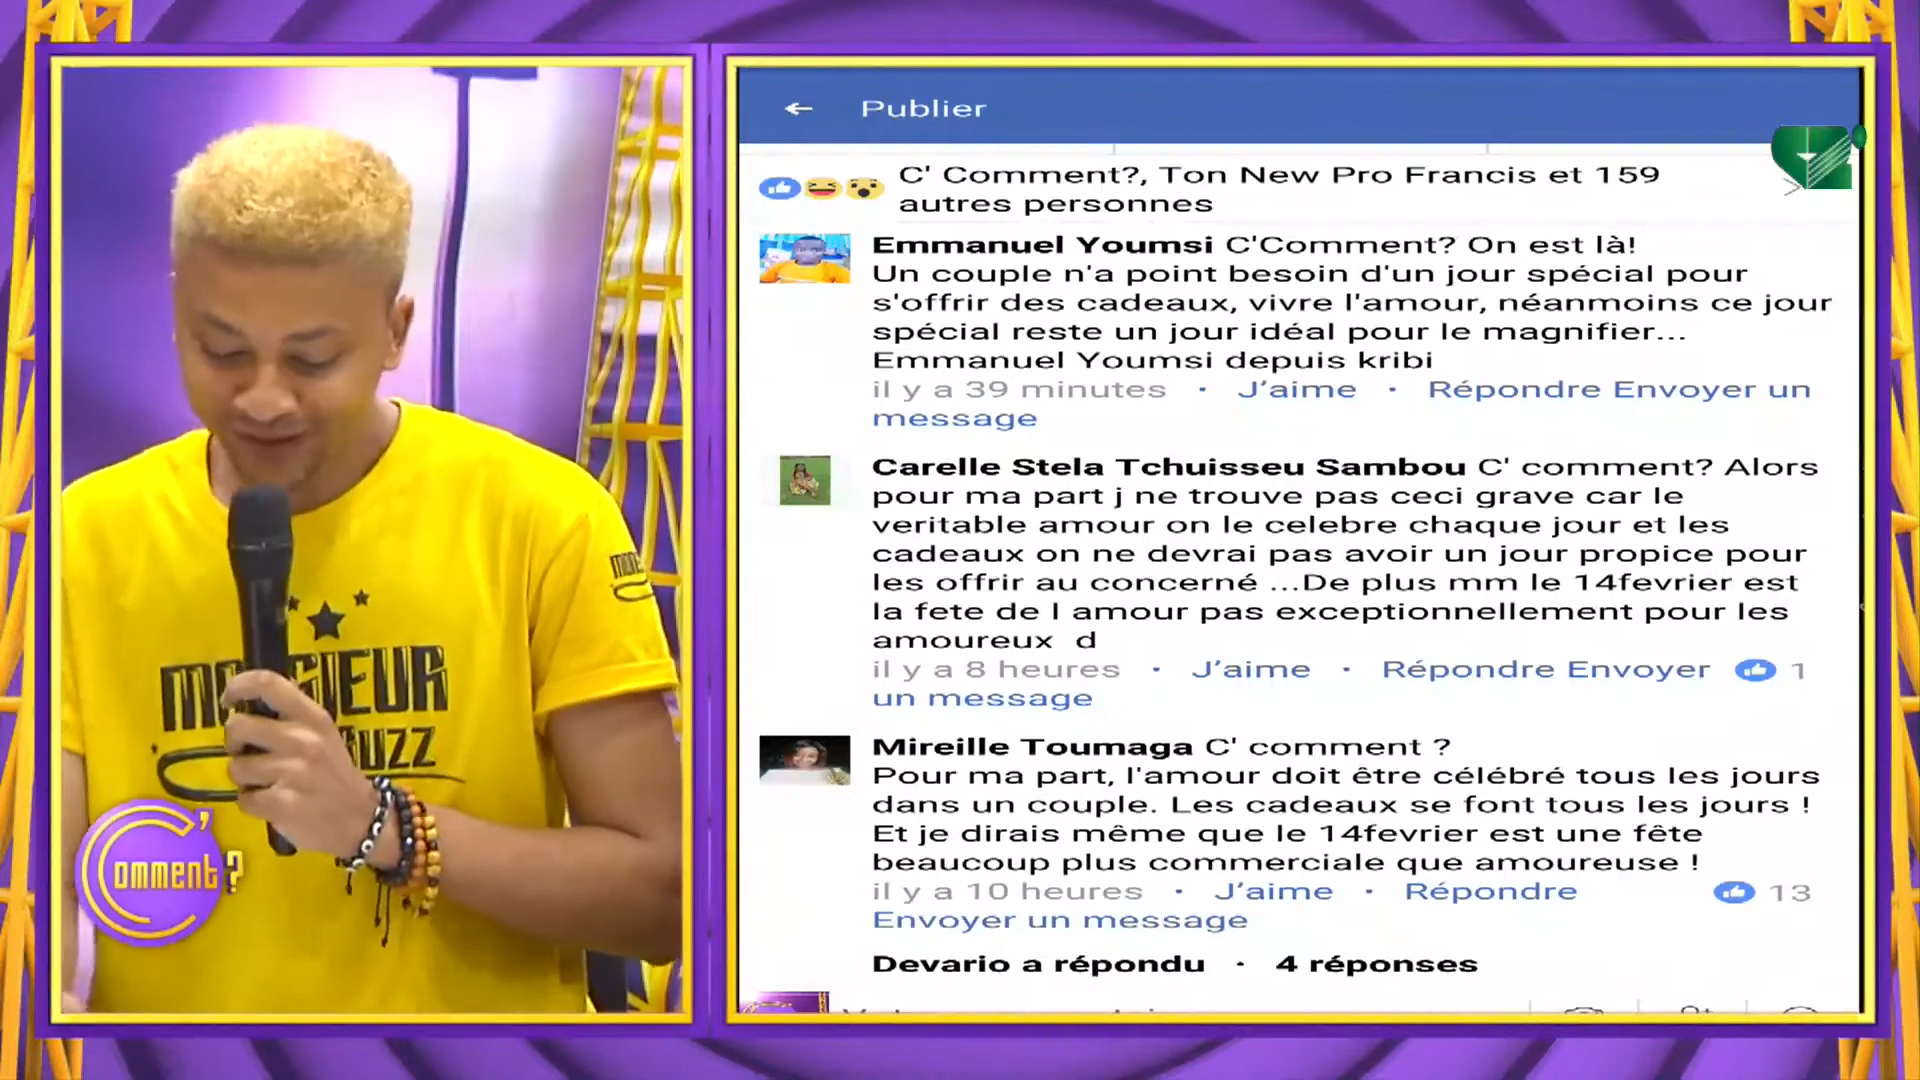 Publier
C' Comment?, Ton New Pro Francis et 159
autres personnes
Emmanuel Youmsi C'Comment? On est là!
Un couple n'a point besoin d'un jour spécial pour
s'offrir des cadeaux, vivre l'amour, néanmoins ce jour
spécial reste un jour idéal pour le magnifier...
Emmanuel Youmsi depuis kribi
il y a 39 minutes · J'aime · Répondre Envoyer un
message
Carelle Stela Tchuisseu Sambou C' comment? Alors
pour ma part j ne trouve pas ceci grave car le
veritable amour on le celebre chaque jour et les
cadeaux on ne devrai pas avoir un jour propice pour
les offrir au concerné ...De plus mm le 14fevrier est
la fete de l amour pas exceptionnellement pour les
amoureux d
il y a 8 heures · J'aime · Répondre Envoyer 1
un message
Mireille Toumaga C' comment ?
Pour ma part, l'amour doit être célébré tous les jours
dans un couple. Les cadeaux se font tous les jours !
Et je dirais même que le 14fevrier est une fête
beaucoup plus commerciale que amoureuse !
il y a 10 heures · J'aime · Répondre 13
Envoyer un message
Devario a répondu · 4 réponses
C'omment ?